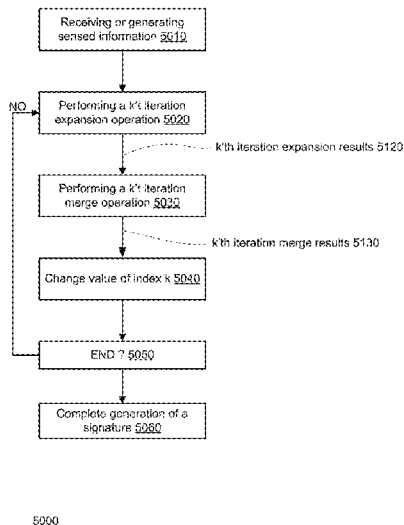 Receiving or generating
sensed information 5010
NO
Performing a k't iteration
expansion operation 5020
k'th iteration expansion results 5120
Performing a k't iteration
merge operation 5030
k'th iteration merge results 5130
Change value of index k 5040
END ? 5050
Complete generation of a
signature 5060
5000